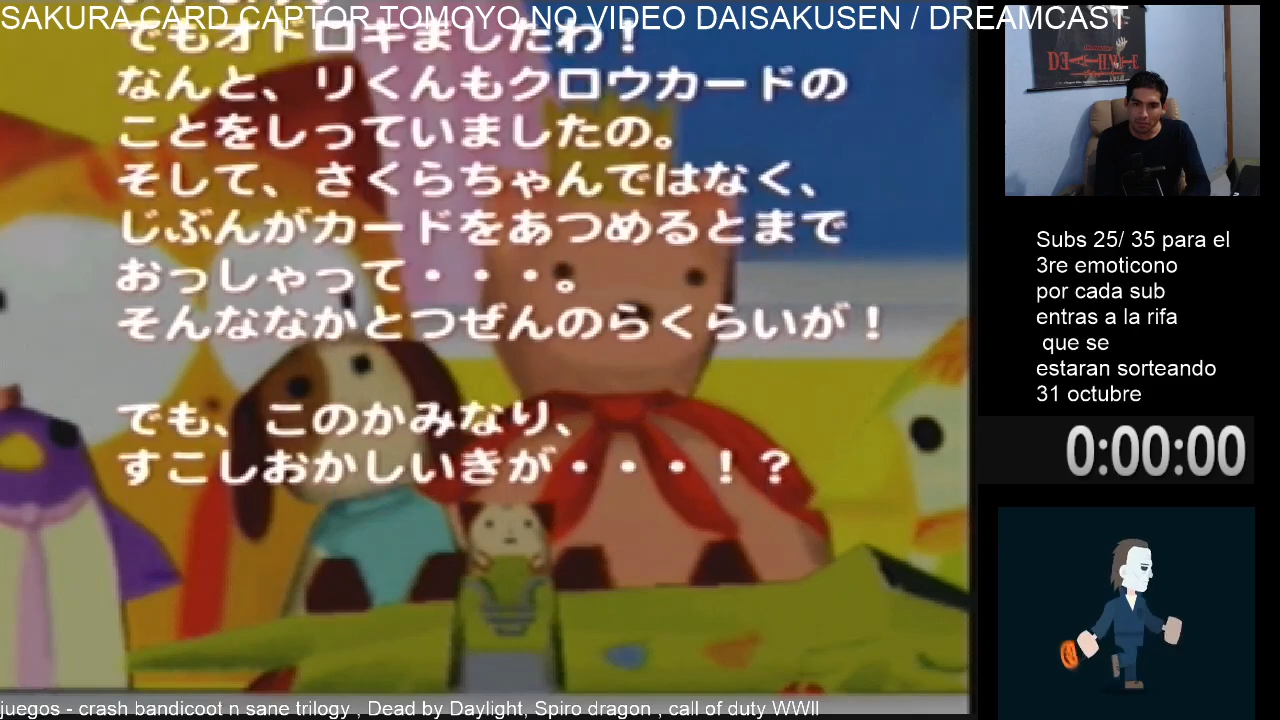 SAKURA CARD CAPTOR TOMOYO NO VIDEO DAISAKUSEN / DREAMCAST
でもオドロキましたわ！
なんと、リくんもクロウカードの
ことをしっていましたの。
そして、さくらちゃんではなく、
じぶんがカードをあつめるとまで
おっしゃって・・・。
そんななかとつぜんのらくらいが！
でも、このかみなり、
すこしおかしいきが・・・！？
DEATH NOTE
Subs 25/ 35 para el
3re emoticono
por cada sub
entras a la rifa
que se
estaran sorteando
31 octubre
0:00:00
juegos - crash bandicoot n sane trilogy , Dead by Daylight, Spiro dragon , call of duty WWll